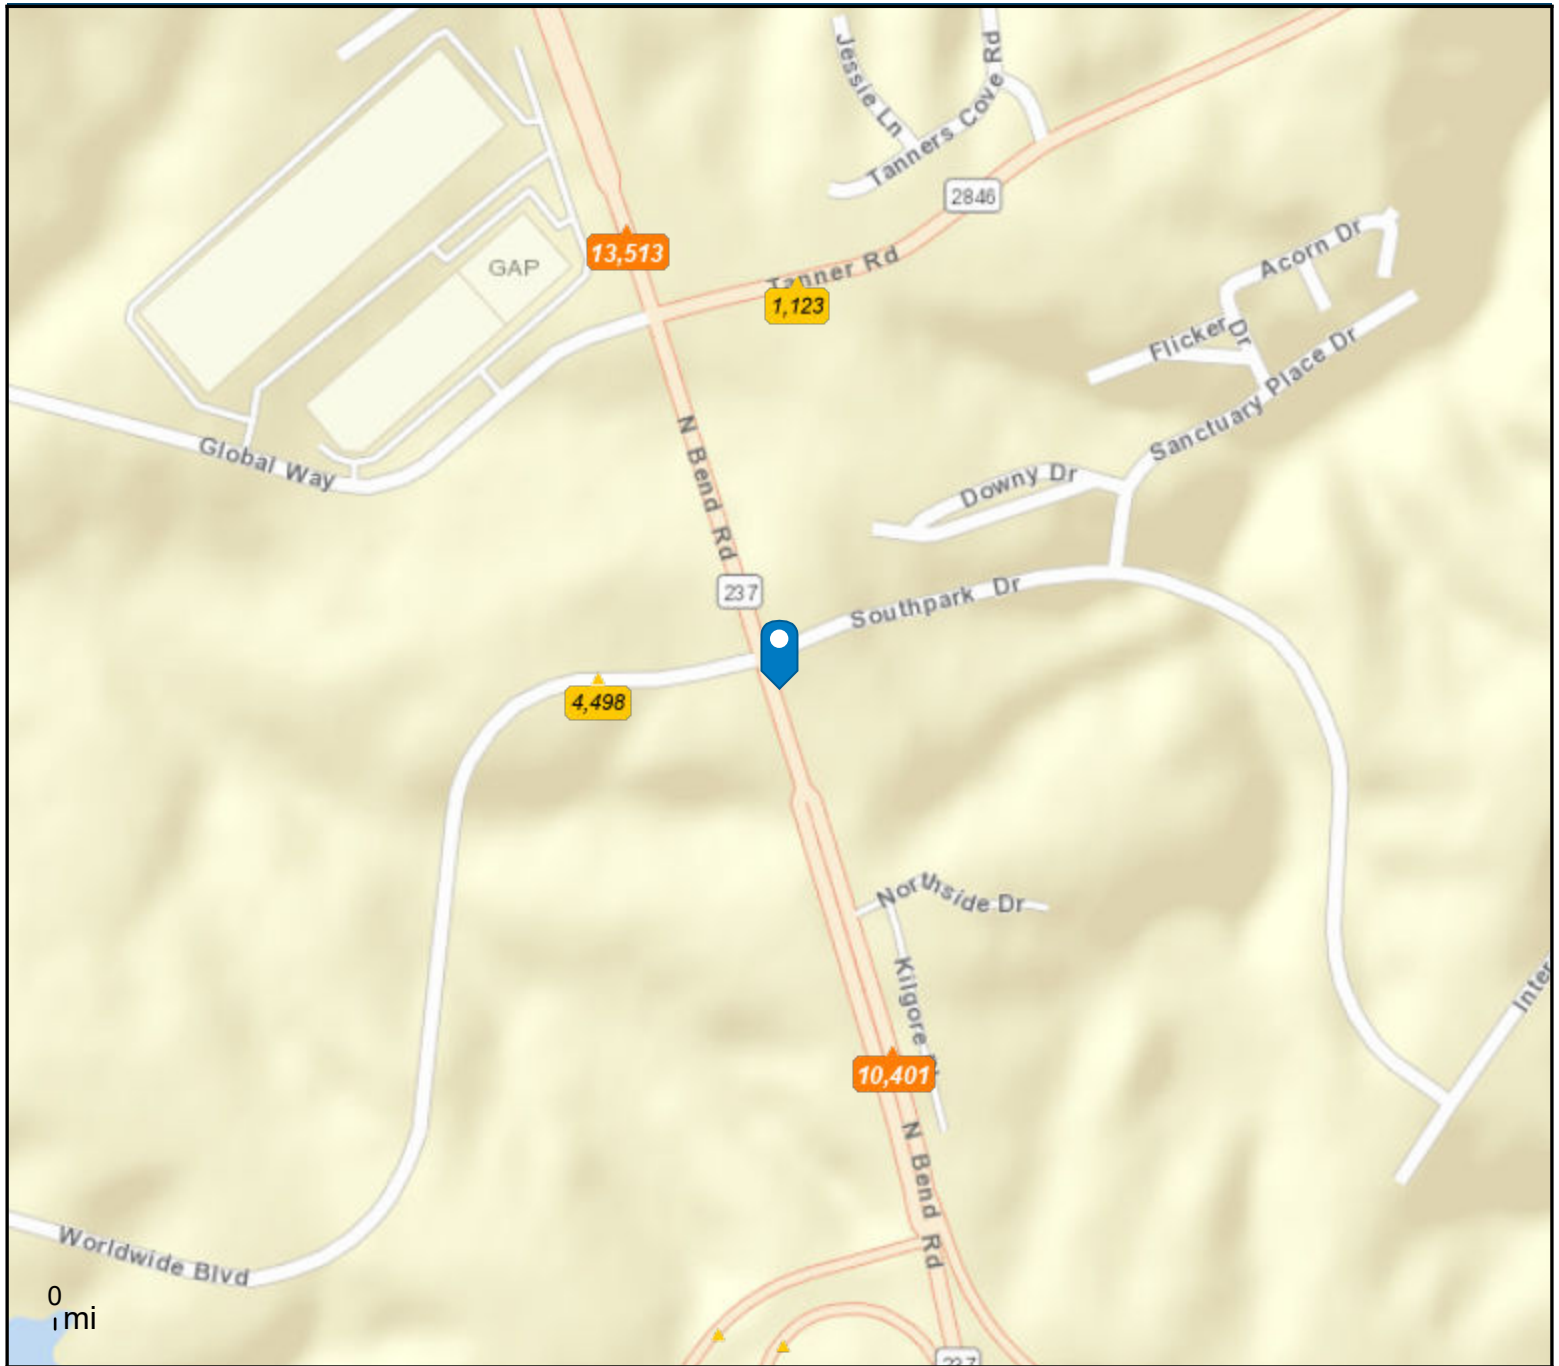 Jessie Ln
Tanners Cove Rd
2846
13,513
Tanner Rd
1,123
GAP
Acorn Dr
Flicker Dr
Sanctuary Place Dr
Global Way
N Bend Rd
Downy Dr
237
Southpark Dr
4,498
Northside Dr
Kilgore
10,401
N Bend Rd
Worldwide Blvd
0
mi
237